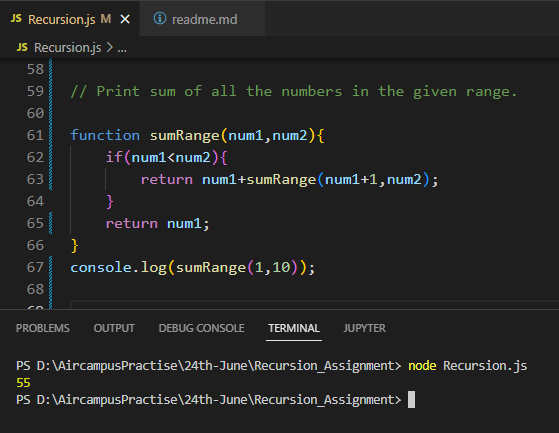 JS Recursion.js M ✕ ⓘ readme.md
JS Recursion.js > ...
58
59 // Print sum of all the numbers in the given range.
60
61 function sumRange(num1,num2){
62     if(num1<num2){
63         return num1+sumRange(num1+1,num2);
64     }
65     return num1;
66 }
67 console.log(sumRange(1,10));
68
69
PROBLEMS OUTPUT DEBUG CONSOLE TERMINAL JUPYTER
PS D:\AircampusPractise\24th-June\Recursion_Assignment> node Recursion.js
55
PS D:\AircampusPractise\24th-June\Recursion_Assignment>